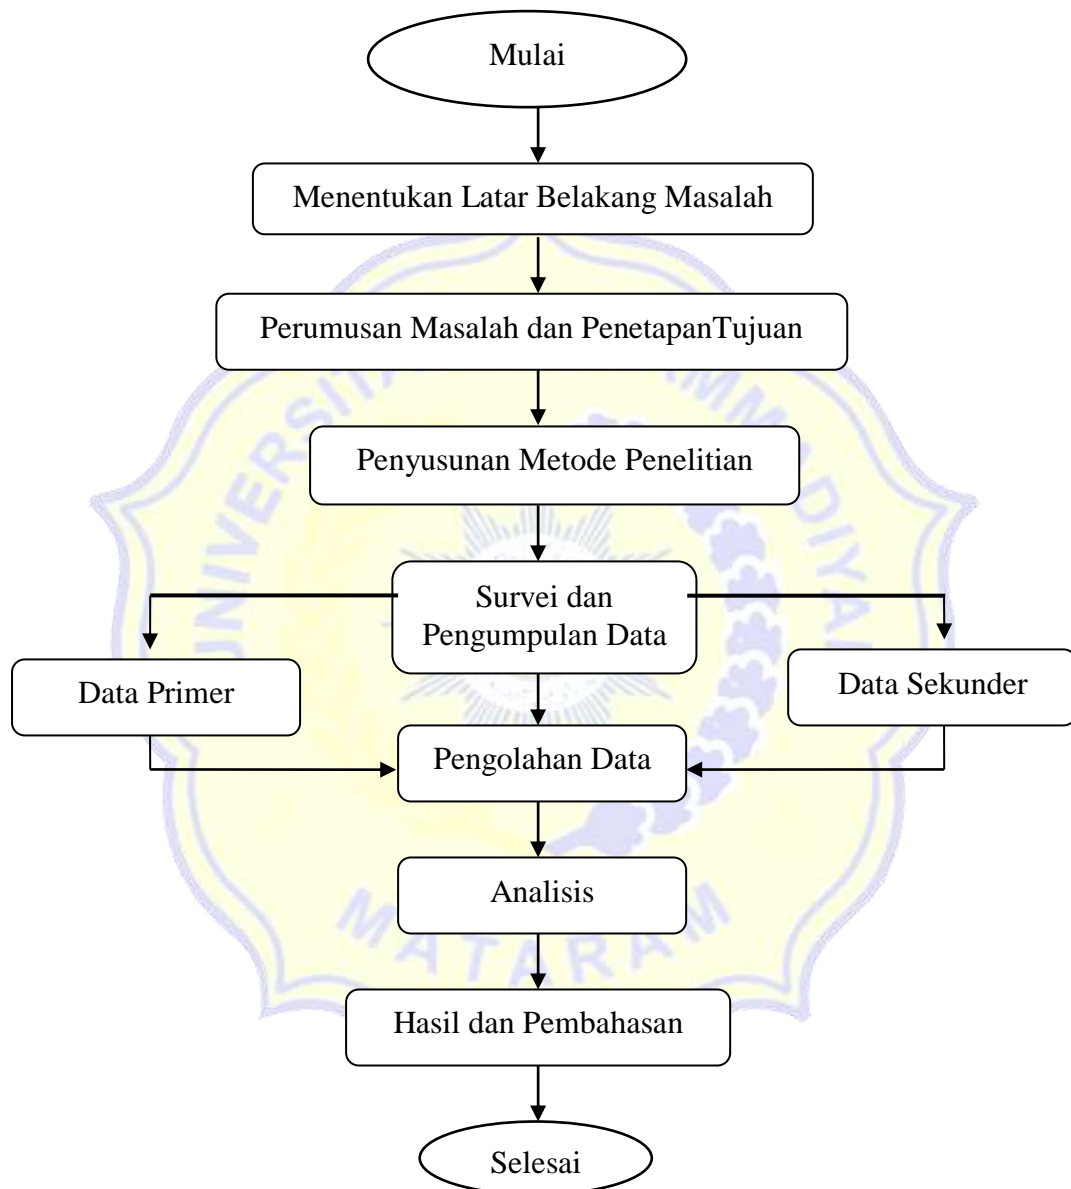 Mulai
Menentukan Latar Belakang Masalah
Perumusan Masalah dan PenetapanTujuan
Penyusunan Metode Penelitian
Survei dan
Pengumpulan Data
Data Primer
Data Sekunder
Pengolahan Data
Analisis
Hasil dan Pembahasan
Selesai
MATARAM